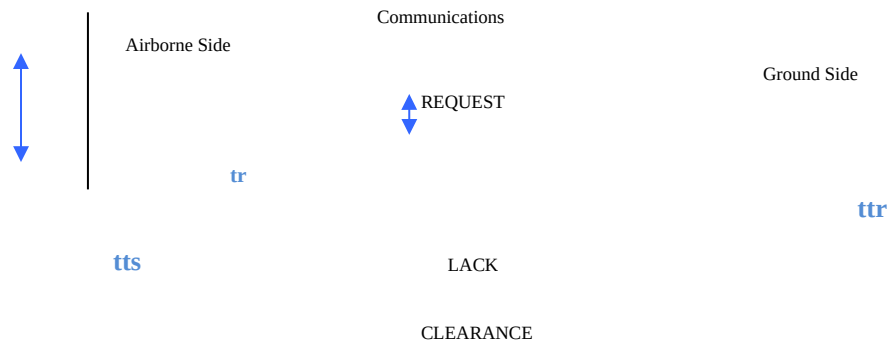 Communications
Airborne Side
Ground Side
REQUEST
tr
ttr
tts
LACK
CLEARANCE